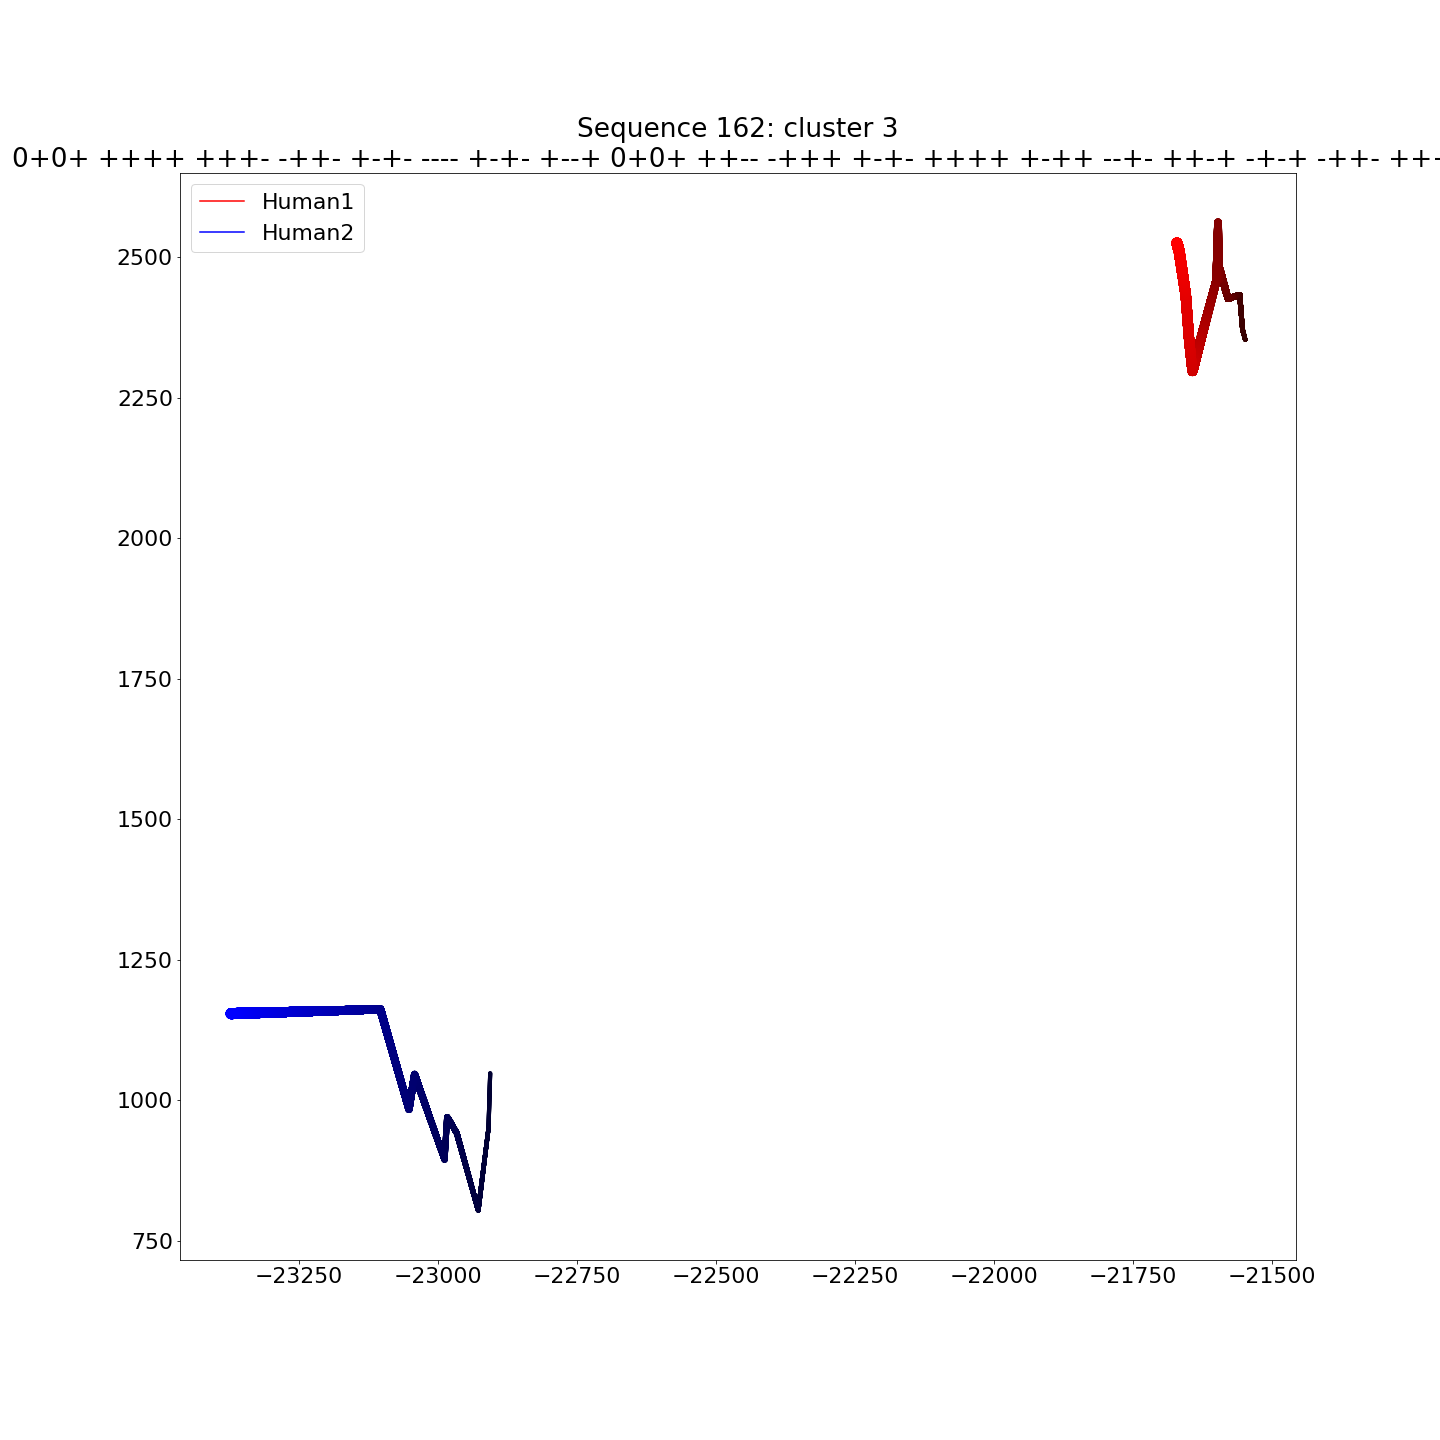 Sequence 162: cluster 3
0+0+ ++++ +++- -++- +-+- ---- +-+- +--+ 0+0+ ++-- -+++ +-+- ++++ +-++ --+- ++-+ -+-+ -++- ++-
Human1
Human2
2500
2250
2000
1750
1500
1250
1000
750
−23250 −23000 −22750 −22500 −22250 −22000 −21750 −21500